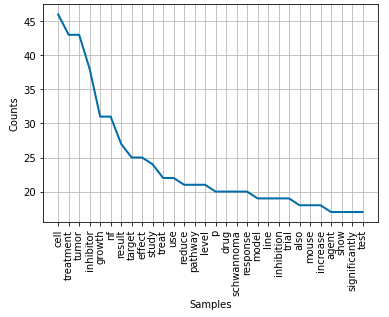 45
40
35
30
25
20
Counts
cell
treatment
tumor
inhibitor
growth
nf
result
target
effect
study
treat
use
reduce
pathway
level
p
drug
schwannoma
response
model
line
inhibition
trial
also
mouse
increase
agent
show
significantly
test
Samples